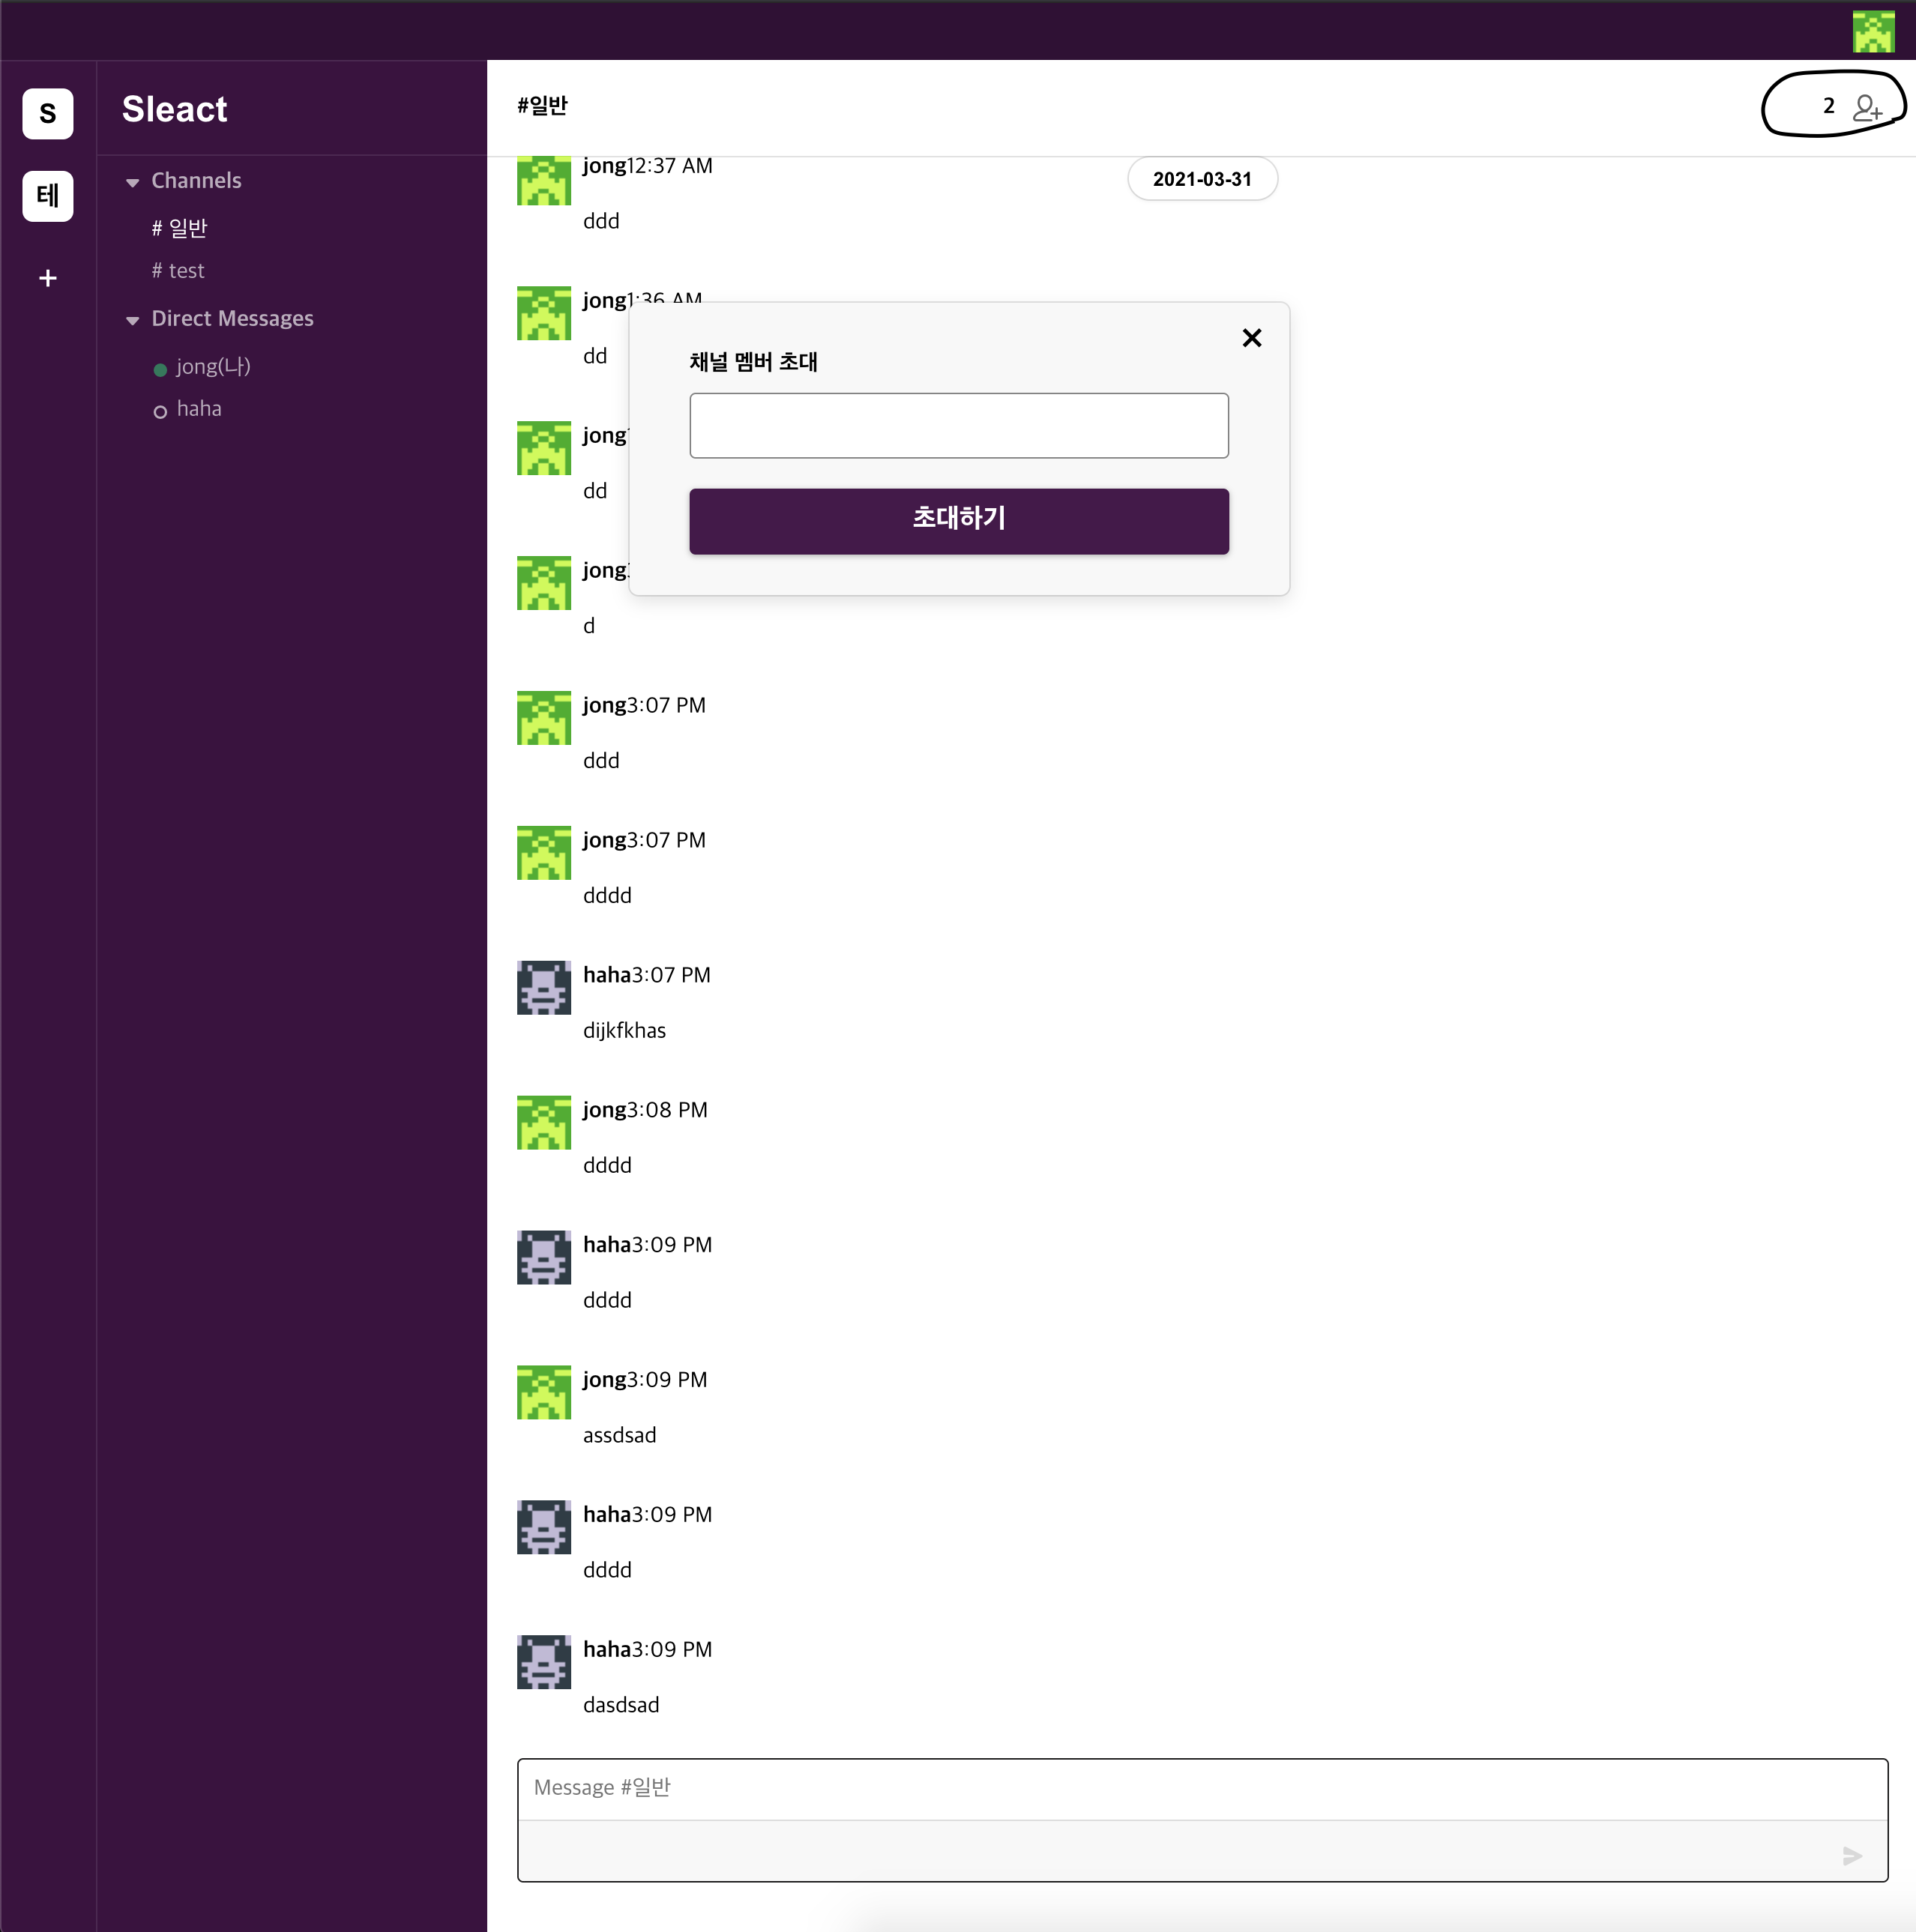 S
테
+
Sleact
Channels
# 일반
# test
Direct Messages
jong(나)
haha
#일반
2
2021-03-31
jong12:37 AM
ddd
jong1:36 AM
dd
채널 멤버 초대
초대하기
jong
dd
jong
d
jong3:07 PM
ddd
jong3:07 PM
dddd
haha3:07 PM
dijkfkhas
jong3:08 PM
dddd
haha3:09 PM
dddd
jong3:09 PM
assdsad
haha3:09 PM
dddd
haha3:09 PM
dasdsad
Message #일반